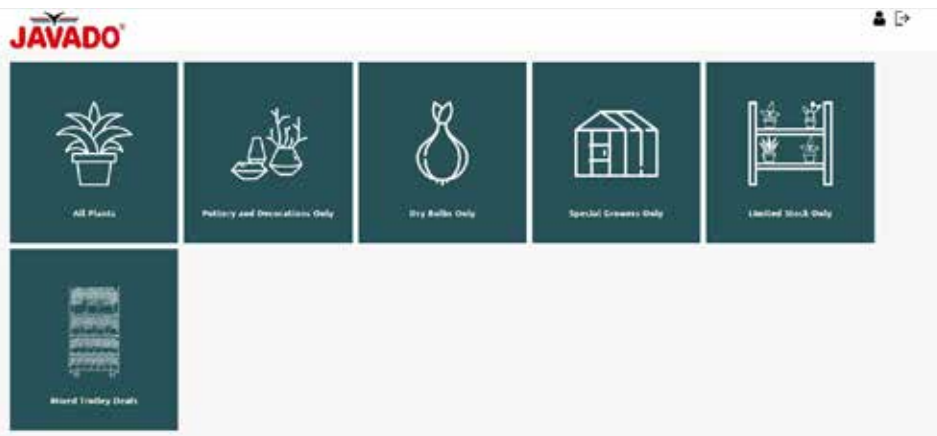 JAVADO®
All Plants
Pottery and Decorations Only
Dry Bulbs Only
Special Growers Only
Limited Stock Only
Mixed Trolley Deals